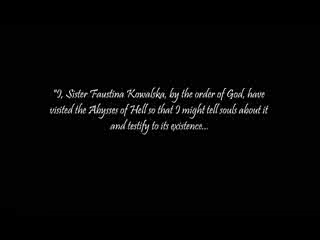 "I, Sister Faustina Kowalska, by the order of God, have
visited the Abysses of Hell so that I might tell souls about it
and testify to its existence...